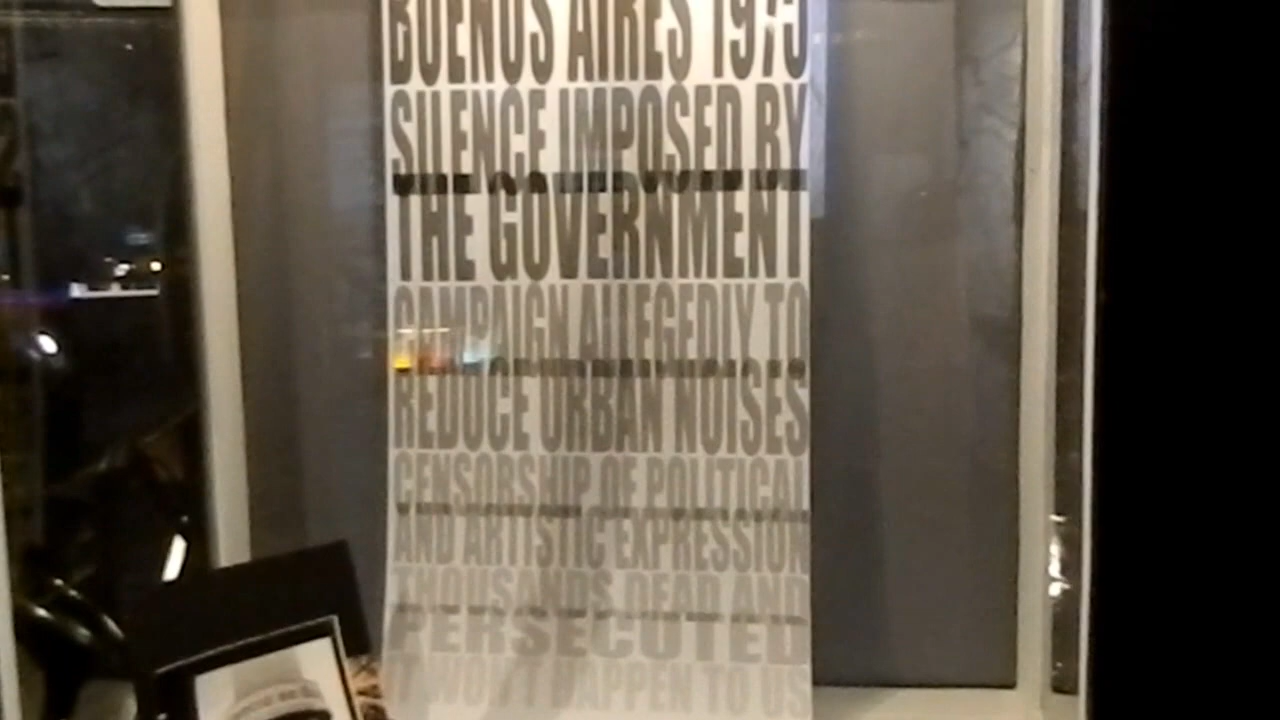 BUENOS AIRES 1975
SILENCE IMPOSED BY
THE GOVERNMENT
CAMPAIGN ALLEGEDLY TO
REDUCE URBAN NOISES
CENSORSHIP OF POLITICAL
AND ARTISTIC EXPRESSION
THOUSANDS DEAD AND
PERSECUTED
HAPPEN TO US